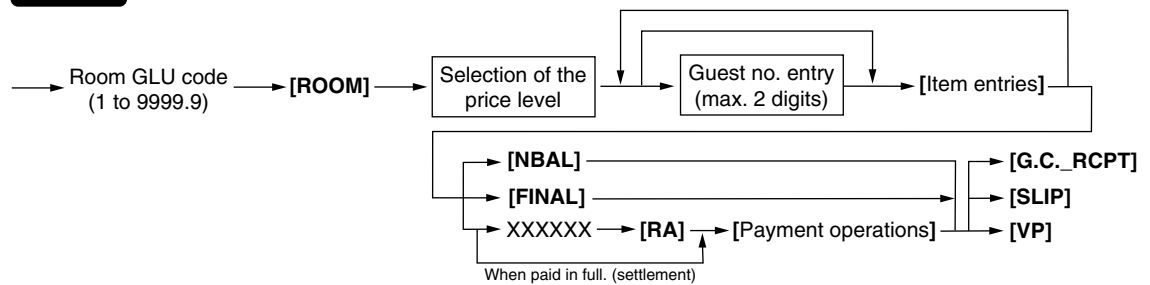 Room GLU code
(1 to 9999.9)
[ROOM]
Selection of the
price level
Guest no. entry
(max. 2 digits)
[Item entries]
[NBAL]
[FINAL]
XXXXXX
[RA]
[Payment operations]
[G.C._RCPT]
[SLIP]
[VP]
When paid in full. (settlement)